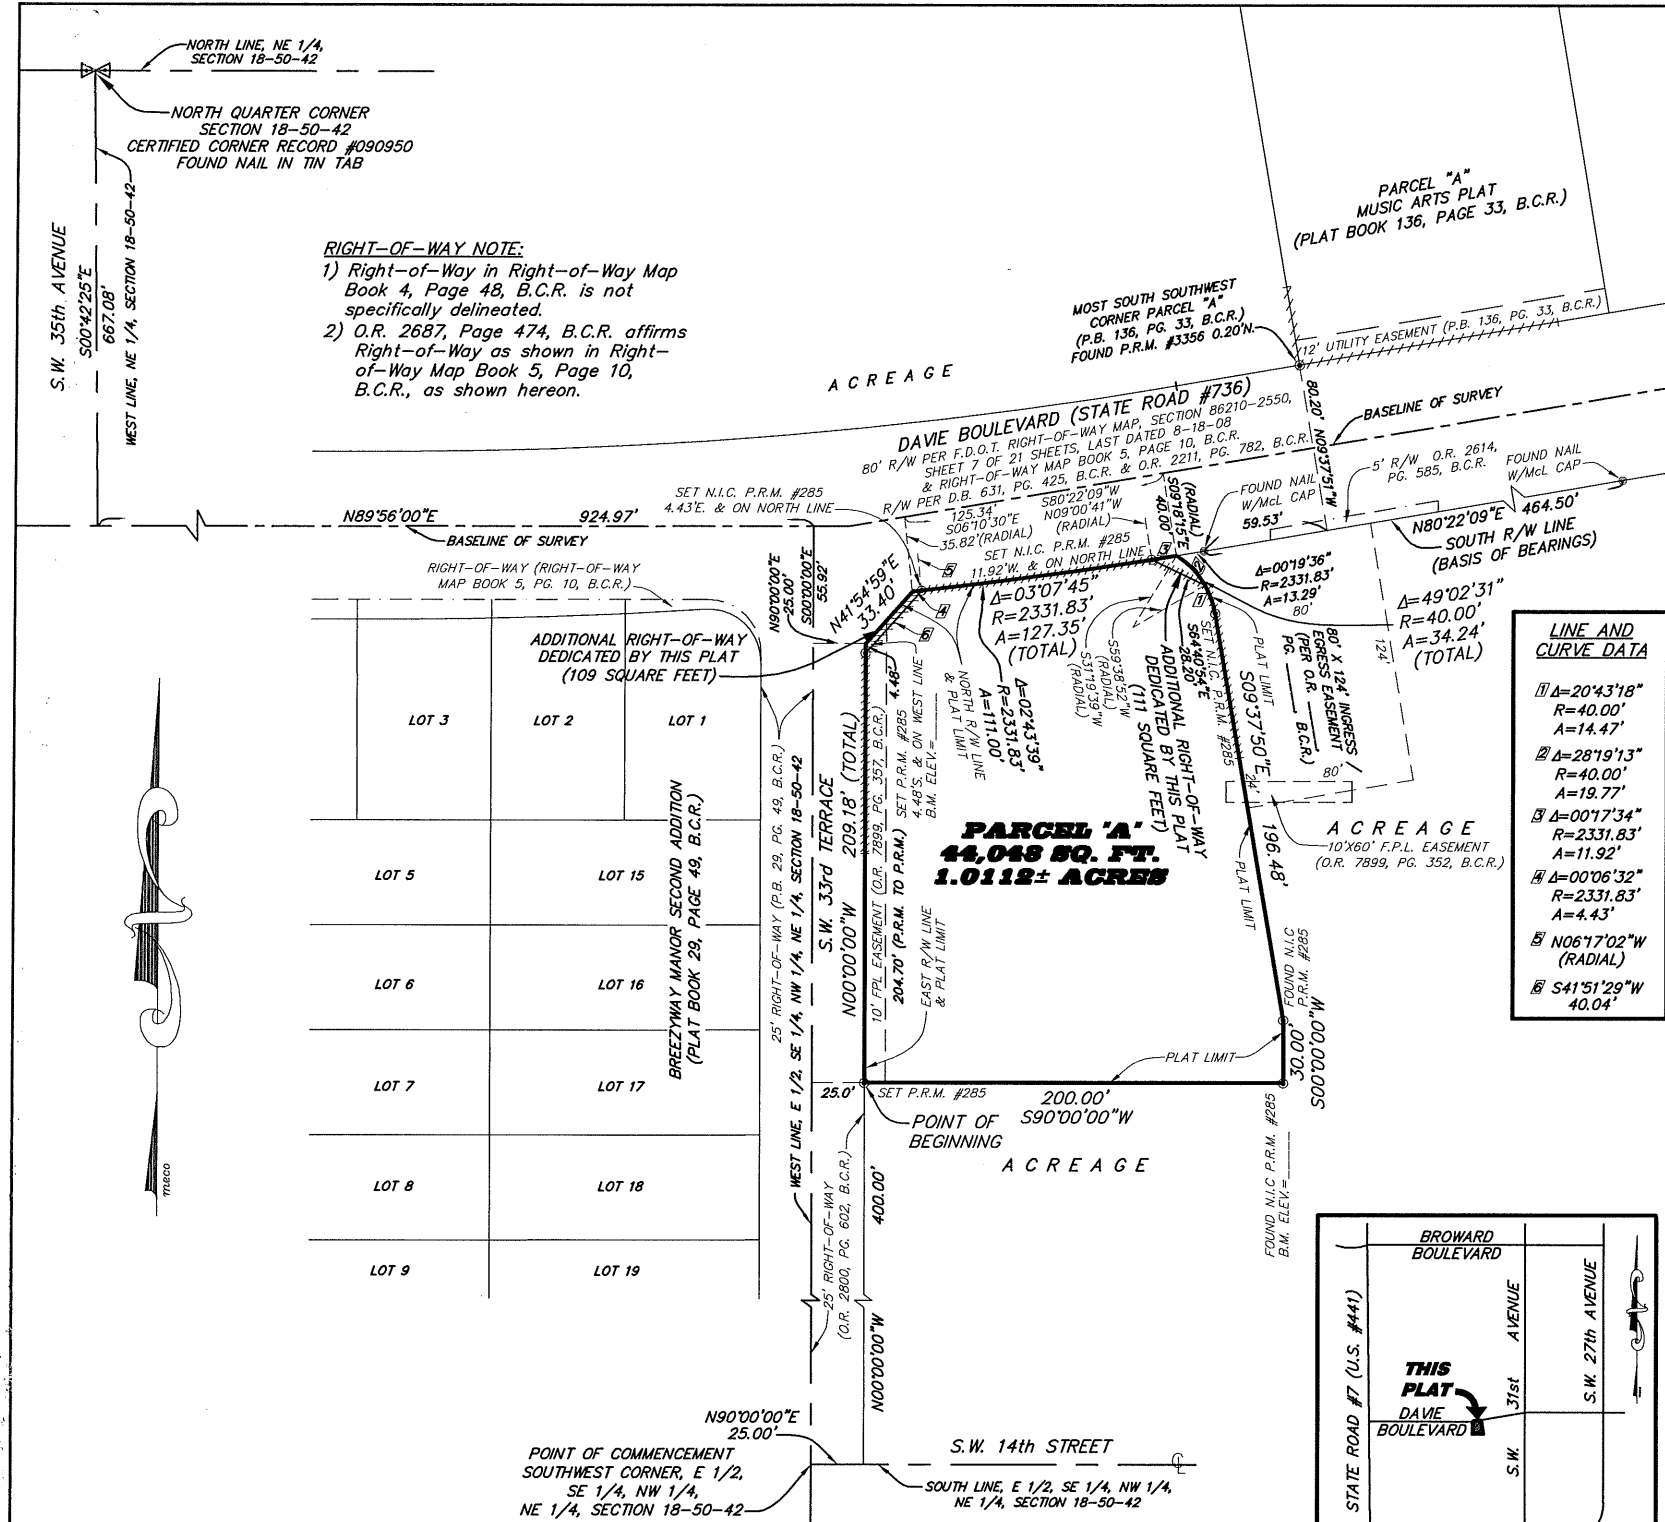 NORTH LINE, NE 1/4,
SECTION 18-50-42
NORTH QUARTER CORNER
SECTION 18-50-42
CERTIFIED CORNER RECORD #090950
FOUND NAIL IN TIN TAB
S.W. 35th AVENUE
S00°42'25"E
667.08'
WEST LINE, NE 1/4, SECTION 18-50-42
RIGHT-OF-WAY NOTE:
1) Right-of-Way in Right-of-Way Map
Book 4, Page 48, B.C.R. is not
specifically delineated.
2) O.R. 2687, Page 474, B.C.R. affirms
Right-of-Way as shown in Right-
of-Way Map Book 5, Page 10,
B.C.R., as shown hereon.
PARCEL "A"
MUSIC ARTS PLAT
(PLAT BOOK 136, PAGE 33, B.C.R.)
MOST SOUTH SOUTHWEST
CORNER PARCEL "A"
(P.B. 136, PG. 33, B.C.R.)
FOUND P.R.M. #3356 0.20'N.
12' UTILITY EASEMENT (P.B. 136, PG. 33, B.C.R.)
ACREAGE
DAVIE BOULEVARD (STATE ROAD #736)
80' R/W PER F.D.O.T. RIGHT-OF-WAY MAP, SECTION 86210-2550,
SHEET 7 OF 21 SHEETS, LAST DATED 8-18-08
& RIGHT-OF-WAY MAP BOOK 5, PAGE 10, B.C.R.
R/W PER D.B. 631, PG. 425, B.C.R. & O.R. 2211, PG. 782, B.C.R.
80.20' N09°37'51"W
BASELINE OF SURVEY
5' R/W O.R. 2614,
PG. 585, B.C.R.
FOUND NAIL
W/McL CAP
FOUND NAIL
W/McL CAP
59.53'
N80°22'09"E 464.50'
SOUTH R/W LINE
(BASIS OF BEARINGS)
SET N.I.C. P.R.M. #285
4.43'E. & ON NORTH LINE
125.34'
S80°22'09"W
S06°10'30"E
35.82'(RADIAL)
N09°00'41"W
(RADIAL)
S09°18'15"E
40.00'
(RADIAL)
SET N.I.C. P.R.M. #285
11.92'W. & ON NORTH LINE
N89°56'00"E 924.97'
BASELINE OF SURVEY
RIGHT-OF-WAY (RIGHT-OF-WAY
MAP BOOK 5, PG. 10, B.C.R.)
N90°00'00"E
25.00'
S00°00'00"E
55.92'
N41°54'59"E
33.40'
5
4
6
3
2
1
Δ=03°07'45"
R=2331.83'
A=127.35'
(TOTAL)
Δ=00°19'36"
R=2331.83'
A=13.29'
Δ=49°02'31"
R=40.00'
A=34.24'
(TOTAL)
ADDITIONAL RIGHT-OF-WAY
DEDICATED BY THIS PLAT
(109 SQUARE FEET)
4.48'
SET P.R.M. #285
4.48'S. & ON WEST LINE
B.M. ELEV.=
NORTH R/W LINE
& PLAT LIMIT
Δ=02°43'39"
R=2331.83'
A=111.00'
S59°38'52"W
(RADIAL)
S31°19'39"W
(RADIAL)
S64°40'54"E
28.20'
ADDITIONAL RIGHT-OF-WAY
DEDICATED BY THIS PLAT
(111 SQUARE FEET)
SET N.I.C. P.R.M. #285
PLAT LIMIT
S09°37'50"E 196.48'
80' X 124' INGRESS /
EGRESS EASEMENT
(PER O.R.
PG. B.C.R.)
80'
124'
80'
24'
ACREAGE
10'X60' F.P.L. EASEMENT
(O.R. 7899, PG. 352, B.C.R.)
PLAT LIMIT
LINE AND
CURVE DATA
1 Δ=20°43'18"
R=40.00'
A=14.47'
2 Δ=28°19'13"
R=40.00'
A=19.77'
3 Δ=00°17'34"
R=2331.83'
A=11.92'
4 Δ=00°06'32"
R=2331.83'
A=4.43'
5 N06°17'02"W
(RADIAL)
6 S41°51'29"W
40.04'
LOT 3
LOT 2
LOT 1
LOT 5
LOT 15
LOT 6
LOT 16
LOT 7
LOT 17
LOT 8
LOT 18
LOT 9
LOT 19
BREEZYWAY MANOR SECOND ADDITION
(PLAT BOOK 29, PAGE 49, B.C.R.)
25' RIGHT-OF-WAY (P.B. 29, PG. 49, B.C.R.)
WEST LINE, E 1/2, SE 1/4, NW 1/4, NE 1/4, SECTION 18-50-42
S.W. 33rd TERRACE
N00°00'00"W 209.18' (TOTAL)
10' FPL EASEMENT (O.R. 7899, PG. 357, B.C.R.)
204.70' (P.R.M. TO P.R.M.)
EAST R/W LINE
& PLAT LIMIT
PARCEL "A"
44,048 SQ. FT.
1.0112± ACRES
FOUND N.I.C
P.R.M. #285
30.00'
S00°00'00"W
PLAT LIMIT
25.0'
SET P.R.M. #285
200.00'
S90°00'00"W
POINT OF
BEGINNING
ACREAGE
FOUND N.I.C P.R.M. #285
B.M. ELEV.=
25' RIGHT-OF-WAY
(O.R. 2800, PG. 602, B.C.R.)
400.00'
N00°00'00"W
N90°00'00"E
25.00'
POINT OF COMMENCEMENT
SOUTHWEST CORNER, E 1/2,
SE 1/4, NW 1/4,
NE 1/4, SECTION 18-50-42
S.W. 14th STREET
SOUTH LINE, E 1/2, SE 1/4, NW 1/4,
NE 1/4, SECTION 18-50-42
meco
BROWARD
BOULEVARD
STATE ROAD #7 (U.S. #441)
THIS
PLAT
DAVIE
BOULEVARD
S.W. 31st AVENUE
S.W. 27th AVENUE